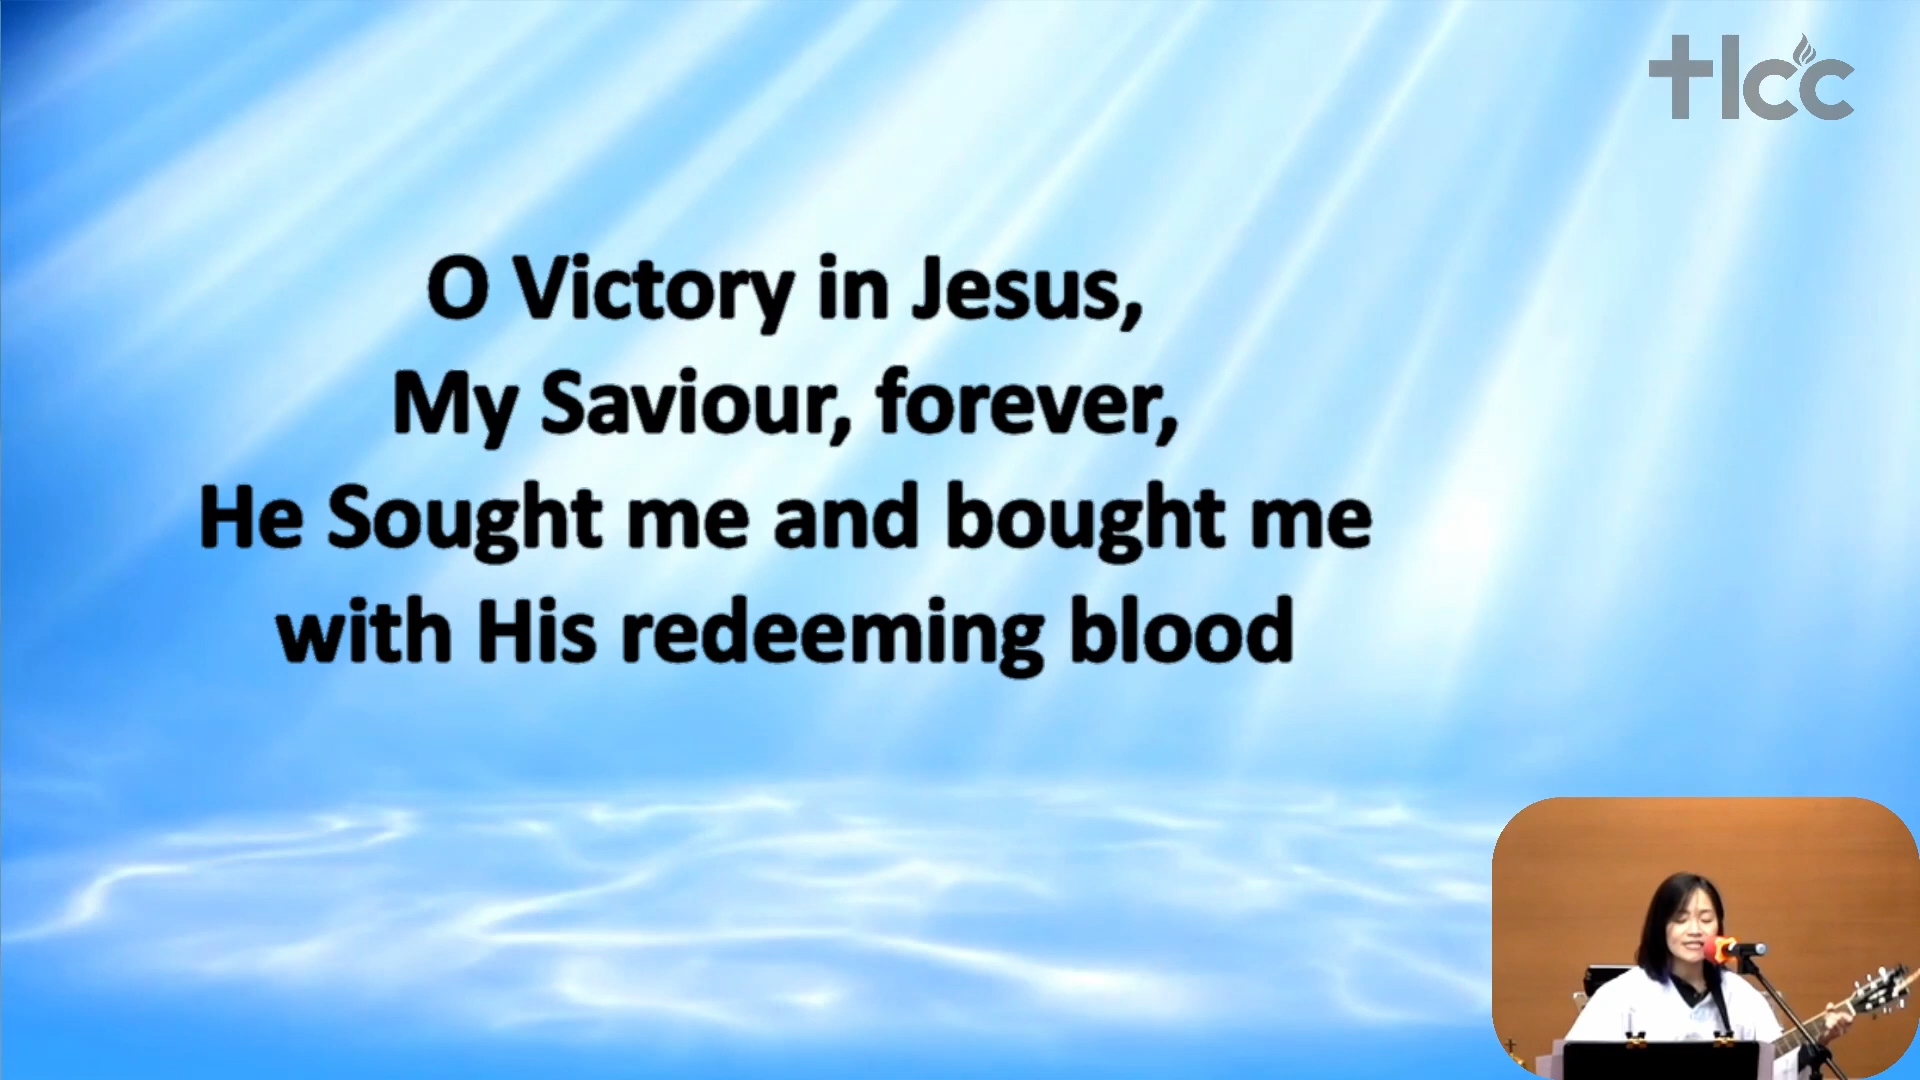 tlcc
O Victory in Jesus,
My Saviour, forever,
He Sought me and bought me
with His redeeming blood